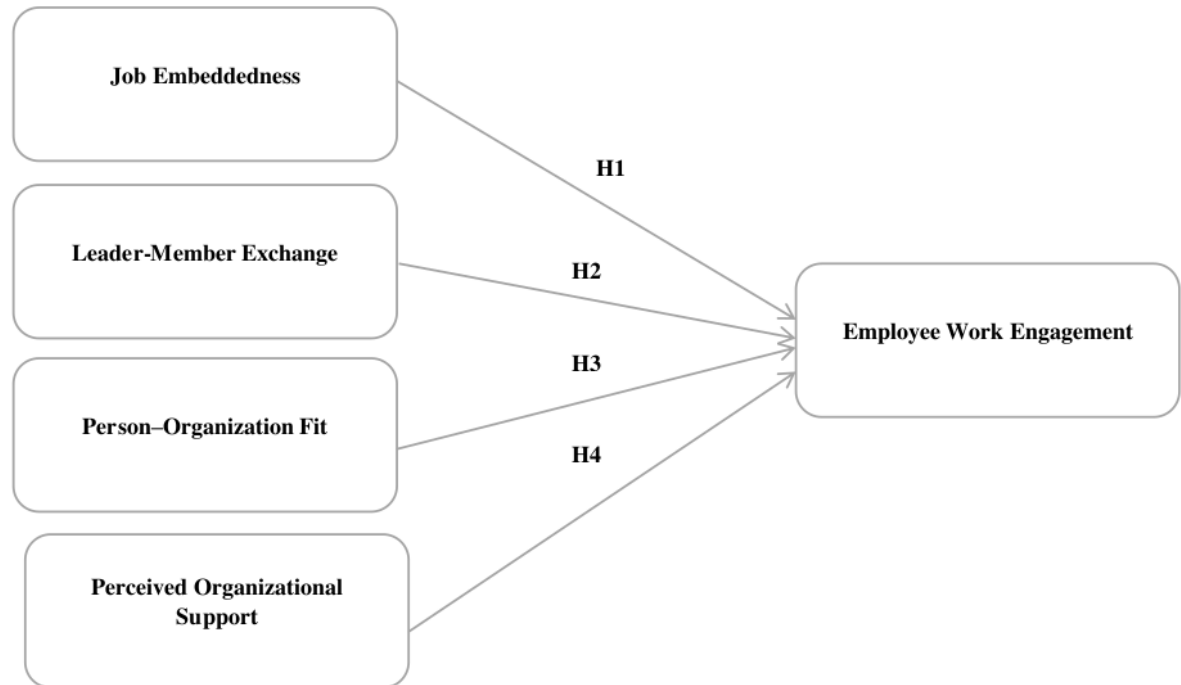 Job Embeddedness
H1
Leader-Member Exchange
H2
Employee Work Engagement
H3
Person–Organization Fit
H4
Perceived Organizational
Support